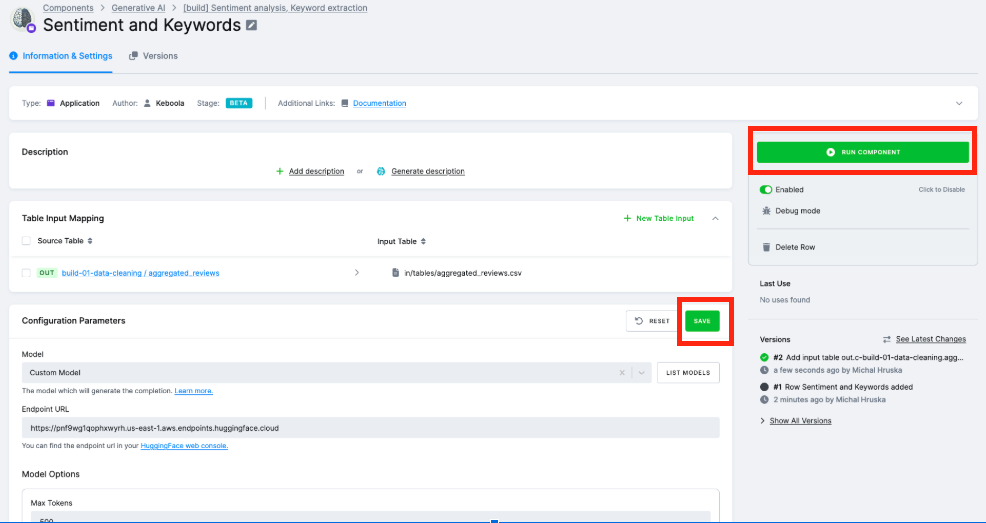 Components > Generative AI > [build] Sentiment analysis, Keyword extraction
Sentiment and Keywords
Information & Settings Versions
Type: Application Author: Keboola Stage: BETA Additional Links: Documentation
Description
+ Add description or Generate description
Table Input Mapping
+ New Table Input
Source Table Input Table
OUT build-01-data-cleaning / aggregated_reviews > in/tables/aggregated_reviews.csv
Configuration Parameters
RESET SAVE
Model
Custom Model
LIST MODELS
The model which will generate the completion. Learn more.
Endpoint URL
https://pnf9wg1qophxwyrh.us-east-1.aws.endpoints.huggingface.cloud
You can find the endpoint url in your HuggingFace web console.
Model Options
Max Tokens
500
RUN COMPONENT
Enabled Click to Disable
Debug mode
Delete Row
Last Use
No uses found
Versions See Latest Changes
#2 Add input table out.c-build-01-data-cleaning.agg...
a few seconds ago by Michal Hruska
#1 Row Sentiment and Keywords added
2 minutes ago by Michal Hruska
> Show All Versions